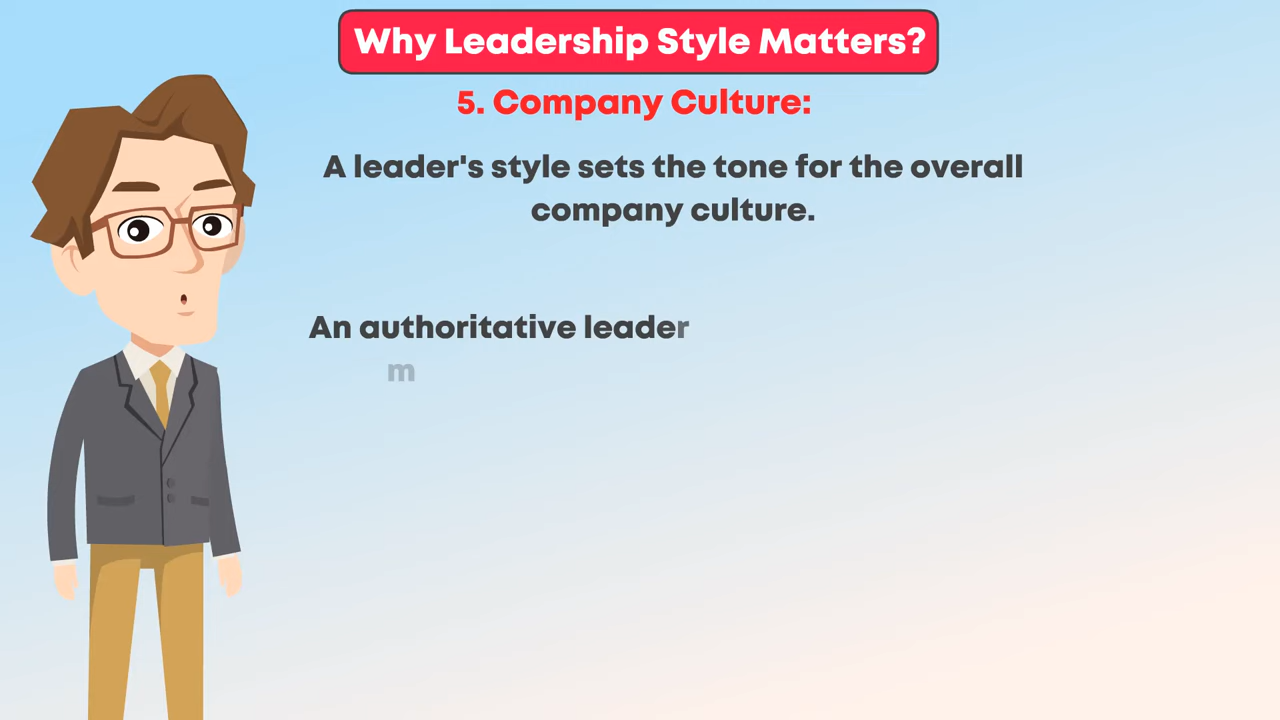 Why Leadership Style Matters?
5. Company Culture:
A leader's style sets the tone for the overall
company culture.
An authoritative leader
m